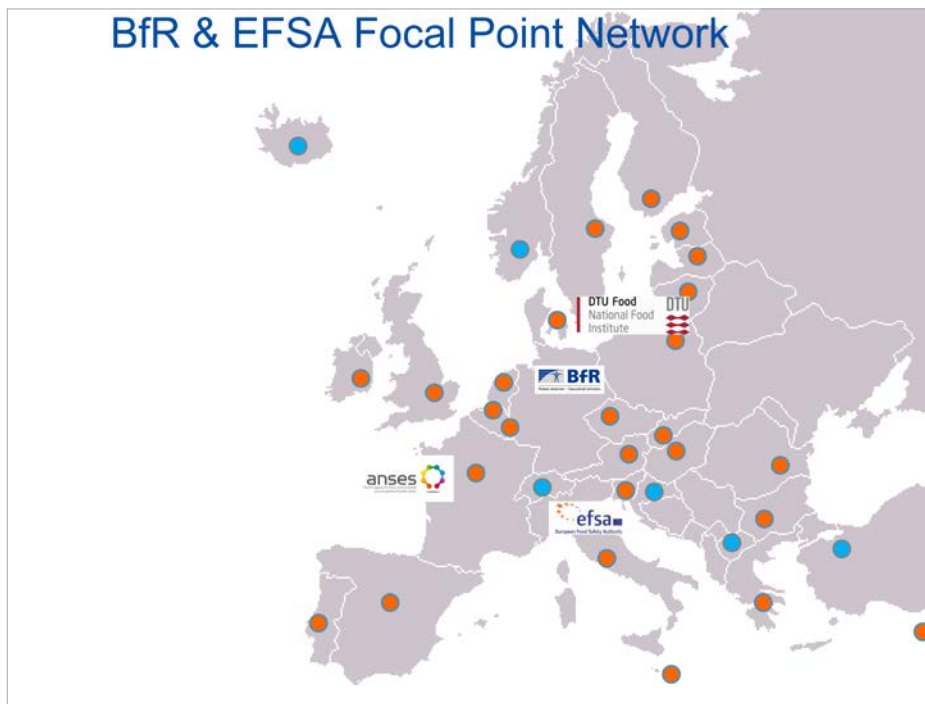 BfR & EFSA Focal Point Network
DTU Food
National Food
Institute
DTU
BfR
anses
efsa
European Food Safety Authority